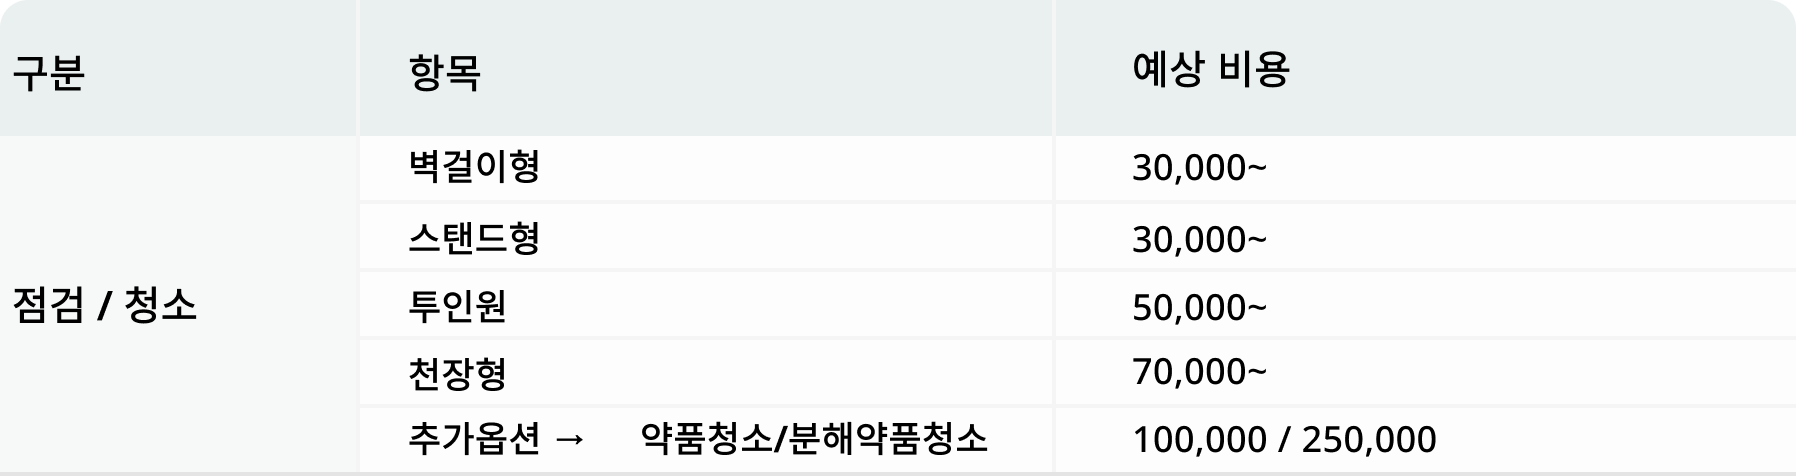 구분 항목 예상 비용
벽걸이형 30,000~
스탠드형 30,000~
점검 / 청소 투인원 50,000~
천장형 70,000~
추가옵션 → 약품청소/분해약품청소 100,000 / 250,000